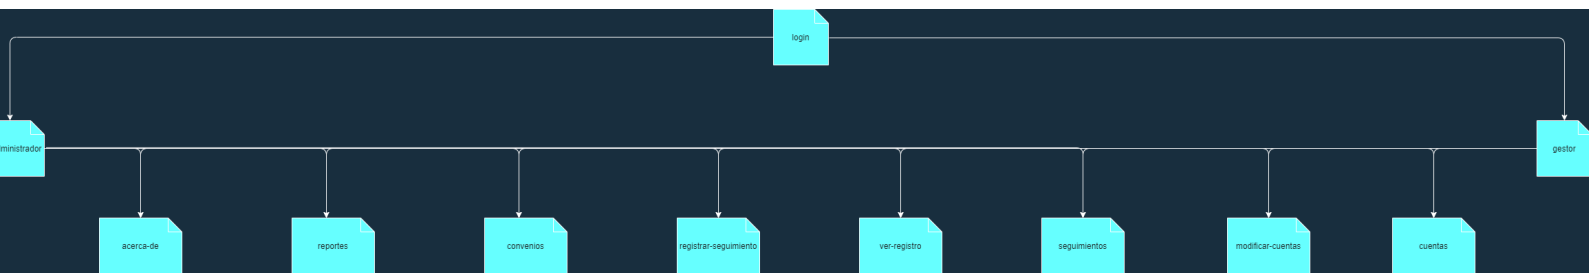 login
ministrador
gestor
acerca-de
reportes
convenios
registrar-seguimiento
ver-registro
seguimientos
modificar-cuentas
cuentas